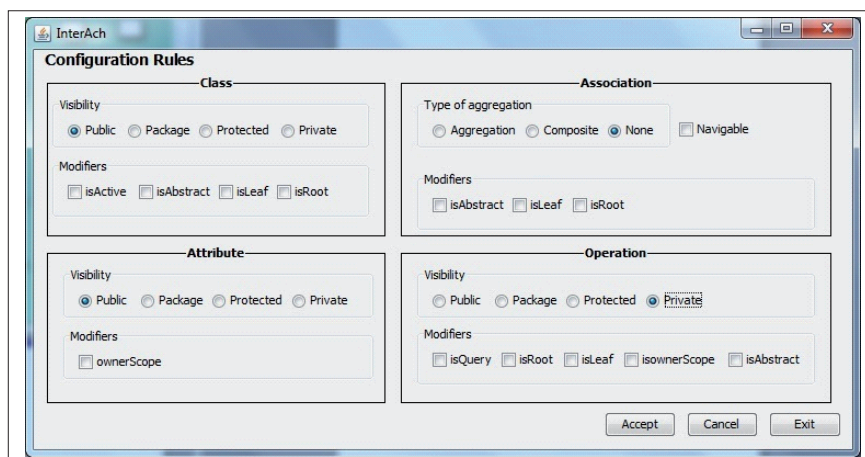 InterAch
Configuration Rules
Class
Visibility
Public Package Protected Private
Modifiers
isActive isAbstract isLeaf isRoot
Association
Type of aggregation
Aggregation Composite None Navigable
Modifiers
isAbstract isLeaf isRoot
Attribute
Visibility
Public Package Protected Private
Modifiers
ownerScope
Operation
Visibility
Public Package Protected Private
Modifiers
isQuery isRoot isLeaf isownerScope isAbstract
Accept Cancel Exit